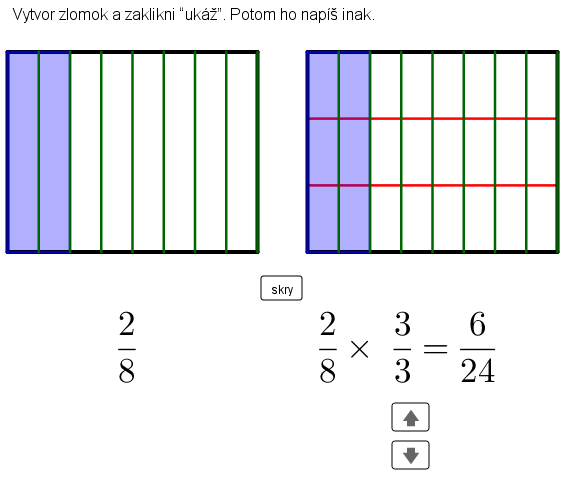 Vytvor zlomok a zaklikni “ukáž”. Potom ho napíš inak.
skry
2/8
2/8 × 3/3 = 6/24